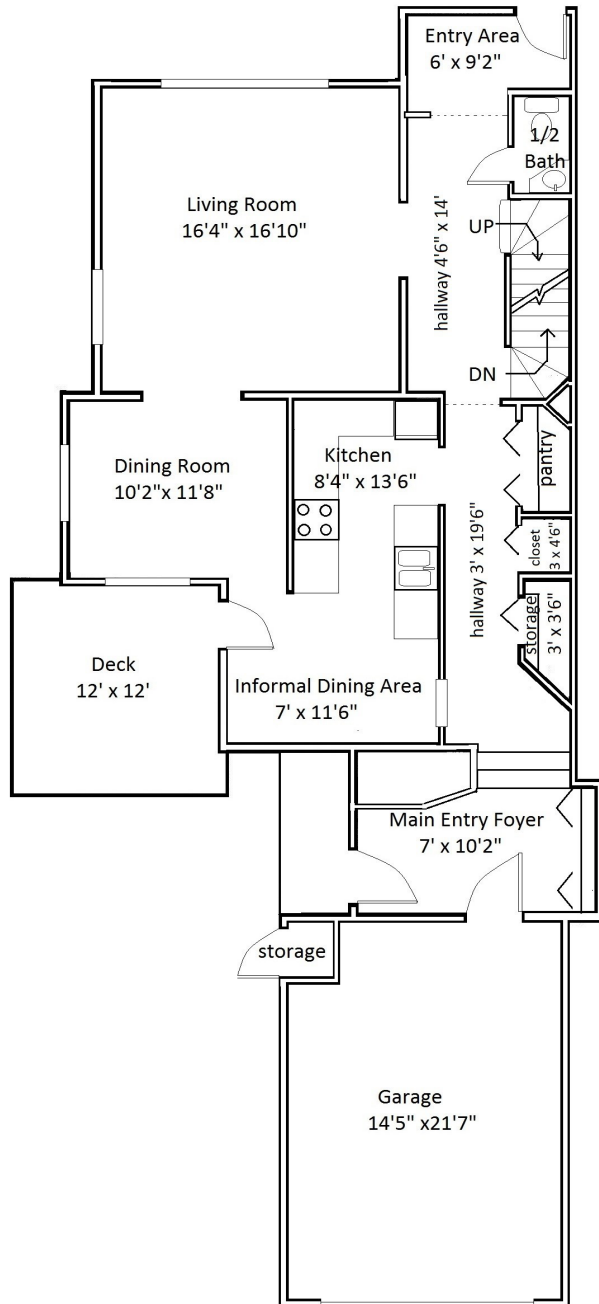 Entry Area
6' x 9'2"
1/2
Bath
Living Room
16'4" x 16'10"
hallway 4'6" x 14'
UP
DN
Kitchen
8'4" x 13'6"
pantry
Dining Room
10'2"x 11'8"
hallway 3' x 19'6"
closet
3 x 4'6"
storage
3' x 3'6"
Deck
12' x 12'
Informal Dining Area
7' x 11'6"
Main Entry Foyer
7' x 10'2"
storage
Garage
14'5" x21'7"